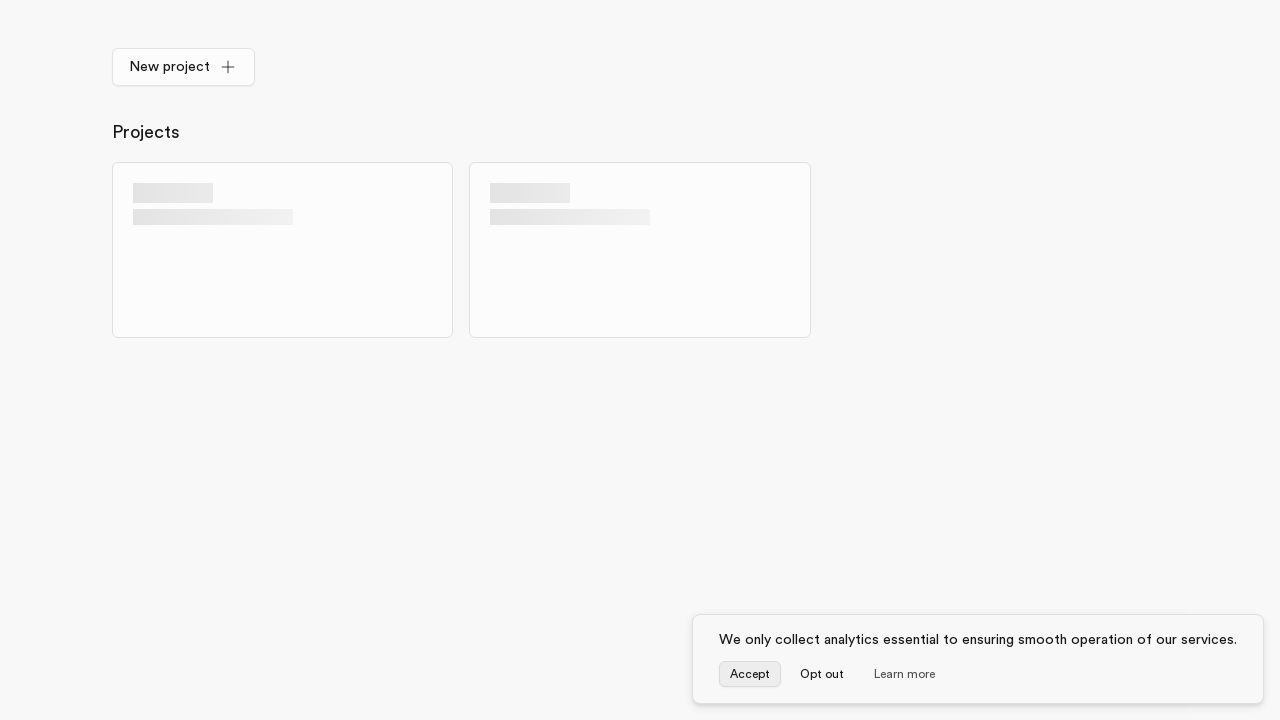 New project
Projects
We only collect analytics essential to ensuring smooth operation of our services.
Accept Opt out Learn more